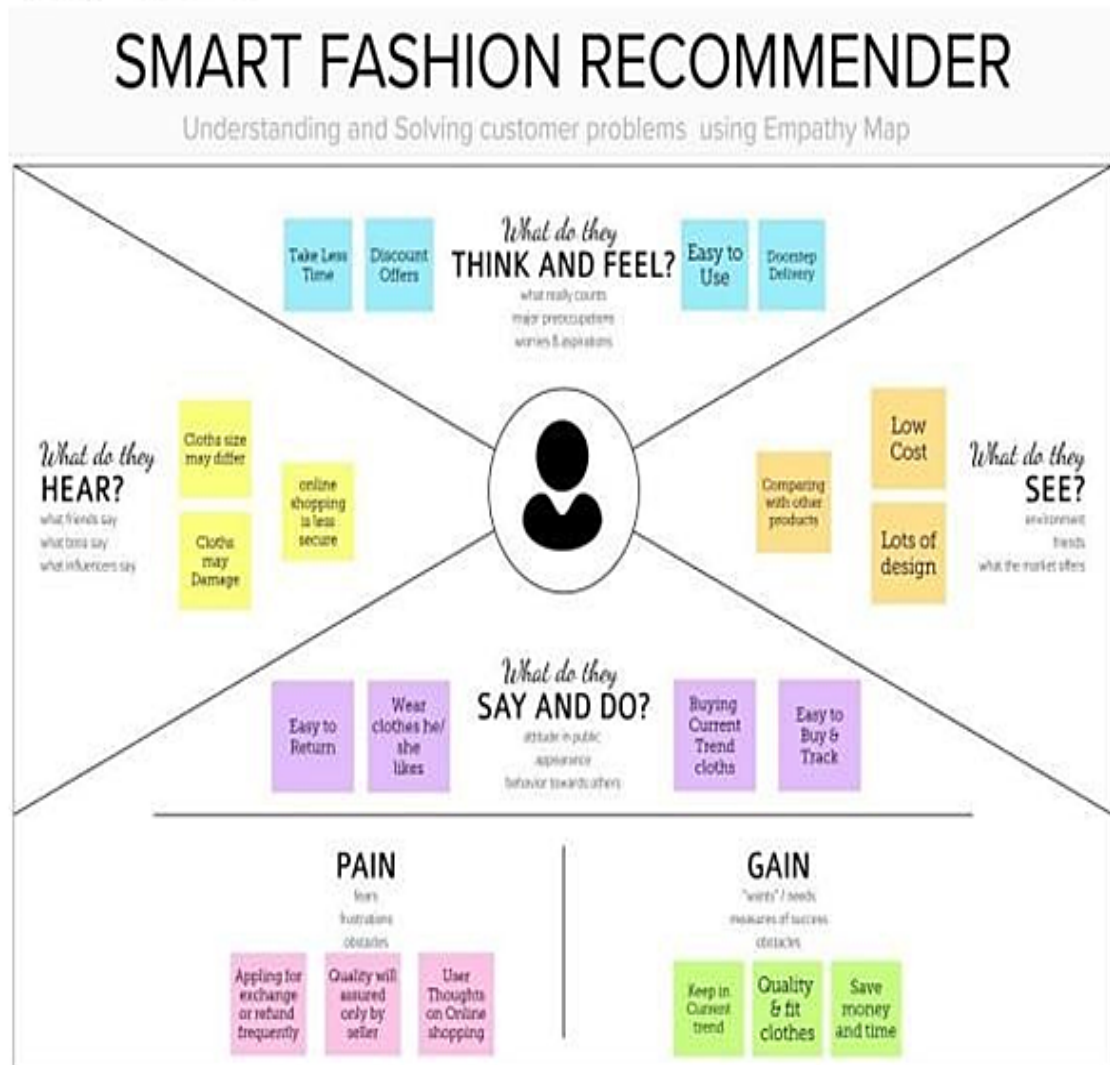 SMART FASHION RECOMMENDER
Understanding and Solving customer problems using Empathy Map
Take Less
Time
Discount
Offers
What do they
THINK AND FEEL?
what really counts
major preoccupations
worries & aspirations
Easy to
Use
Doorstep
Delivery
What do they
HEAR?
what friends say
what boss say
what influencers say
Cloths size
may differ
Cloths
may
Damage
online
shopping
is less
secure
Comparing
with other
products
Low
Cost
Lots of
design
What do they
SEE?
environment
friends
what the market offers
Easy to
Return
Wear
clothes he/
she
likes
What do they
SAY AND DO?
attitude in public
appearance
behavior towards others
Buying
Current
Trend
cloths
Easy to
Buy &
Track
PAIN
fears
frustrations
obstacles
Appling for
exchange
or refund
frequently
Quality will
assured
only by
seller
User
Thoughts
on Online
shopping
GAIN
"wants" / needs
measures of success
obstacles
Keep in
Current
trend
Quality
& fit
clothes
Save
money
and time